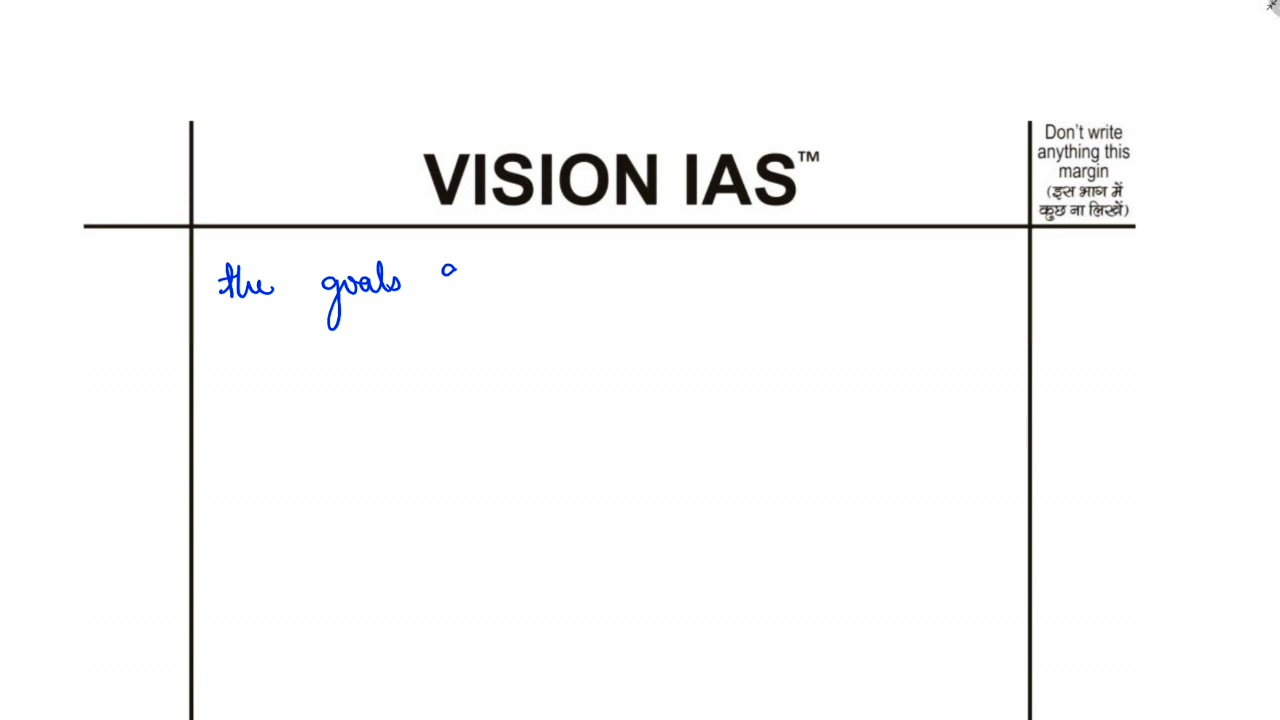 VISION IAS™
Don't write
anything this
margin
(इस भाग में
कुछ ना लिखें)
the goals o